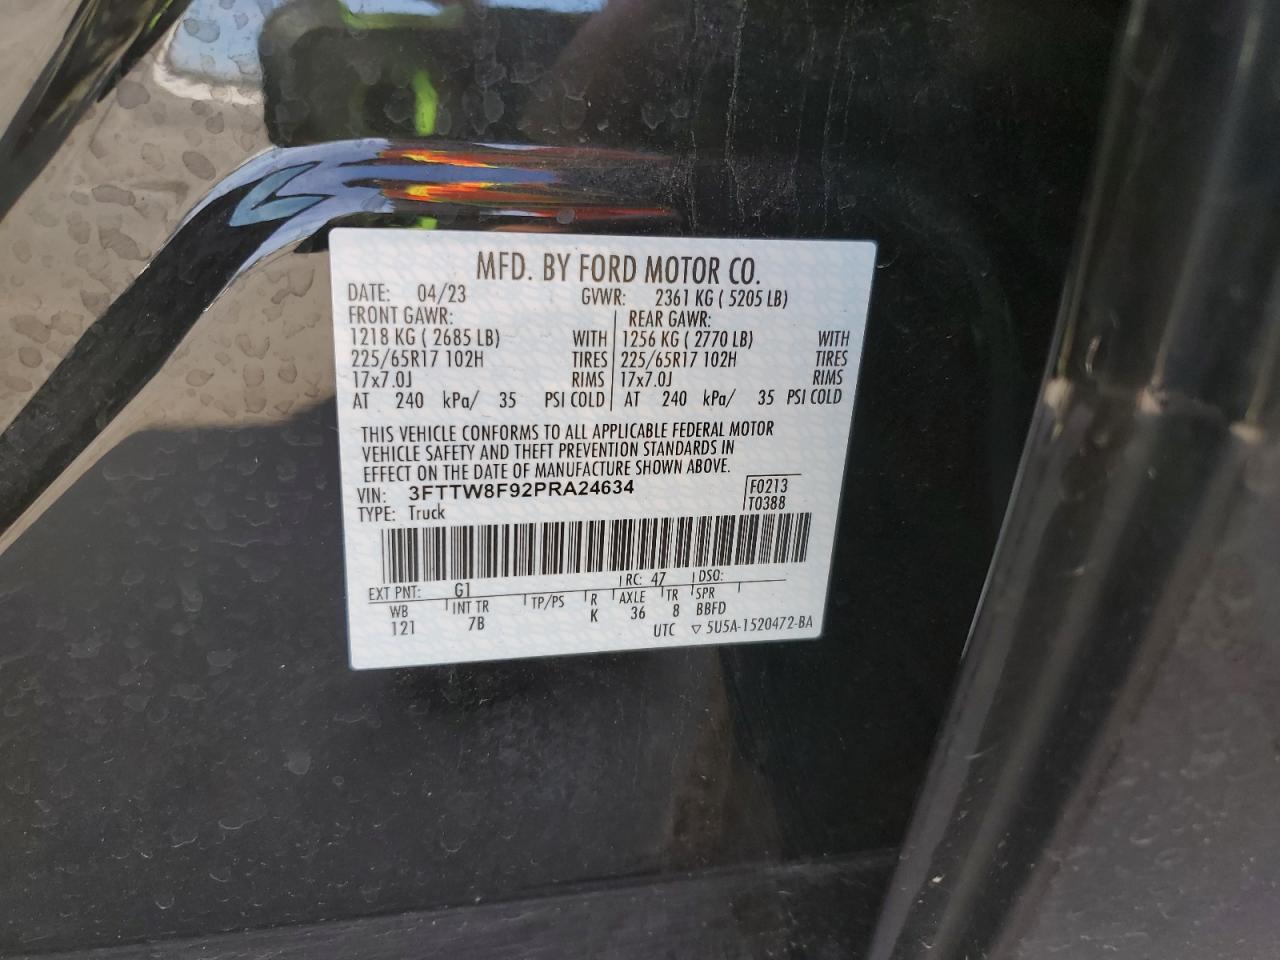 MFD. BY FORD MOTOR CO.
DATE: 04/23 GVWR: 2361 KG ( 5205 LB)
FRONT GAWR: REAR GAWR:
1218 KG ( 2685 LB) WITH 1256 KG ( 2770 LB) WITH
225/65R17 102H TIRES 225/65R17 102H TIRES
17x7.0J RIMS 17x7.0J RIMS
AT 240 kPa/ 35 PSI COLD AT 240 kPa/ 35 PSI COLD
THIS VEHICLE CONFORMS TO ALL APPLICABLE FEDERAL MOTOR
VEHICLE SAFETY AND THEFT PREVENTION STANDARDS IN
EFFECT ON THE DATE OF MANUFACTURE SHOWN ABOVE.
VIN: 3FTTW8F92PRA24634 F0213
TYPE: Truck T0388
EXT PNT: G1 RC: 47 DSO:
WB INT TR TP/PS R AXLE TR SPR
121 7B K 36 8 BBFD
UTC ▽ 5U5A-1520472-BA